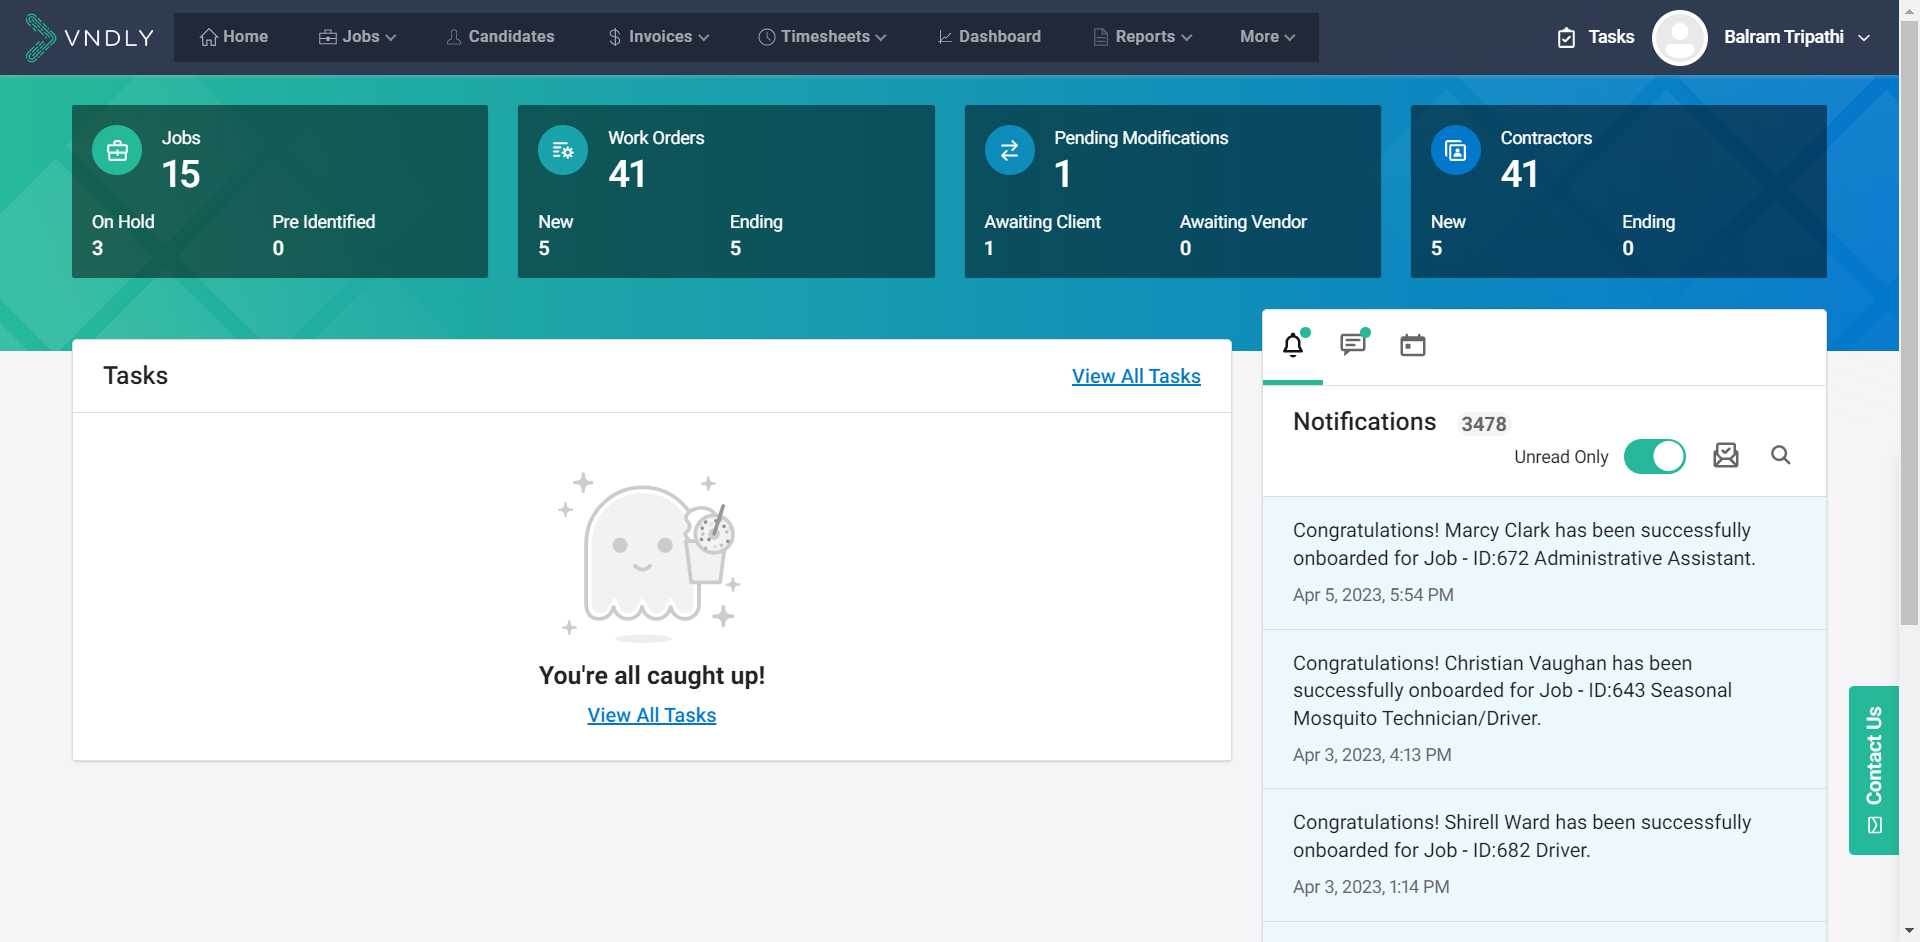 VNDLY
Home
Jobs
Candidates
Invoices
Timesheets
Dashboard
Reports
More
Tasks
Balram Tripathi
Jobs
15
On Hold
3
Pre Identified
0
Work Orders
41
New
5
Ending
5
Pending Modifications
1
Awaiting Client
1
Awaiting Vendor
0
Contractors
41
New
5
Ending
0
Tasks
View All Tasks
You're all caught up!
View All Tasks
Notifications 3478
Unread Only
Congratulations! Marcy Clark has been successfully
onboarded for Job - ID:672 Administrative Assistant.
Apr 5, 2023, 5:54 PM
Congratulations! Christian Vaughan has been
successfully onboarded for Job - ID:643 Seasonal
Mosquito Technician/Driver.
Apr 3, 2023, 4:13 PM
Congratulations! Shirell Ward has been successfully
onboarded for Job - ID:682 Driver.
Apr 3, 2023, 1:14 PM
Contact Us